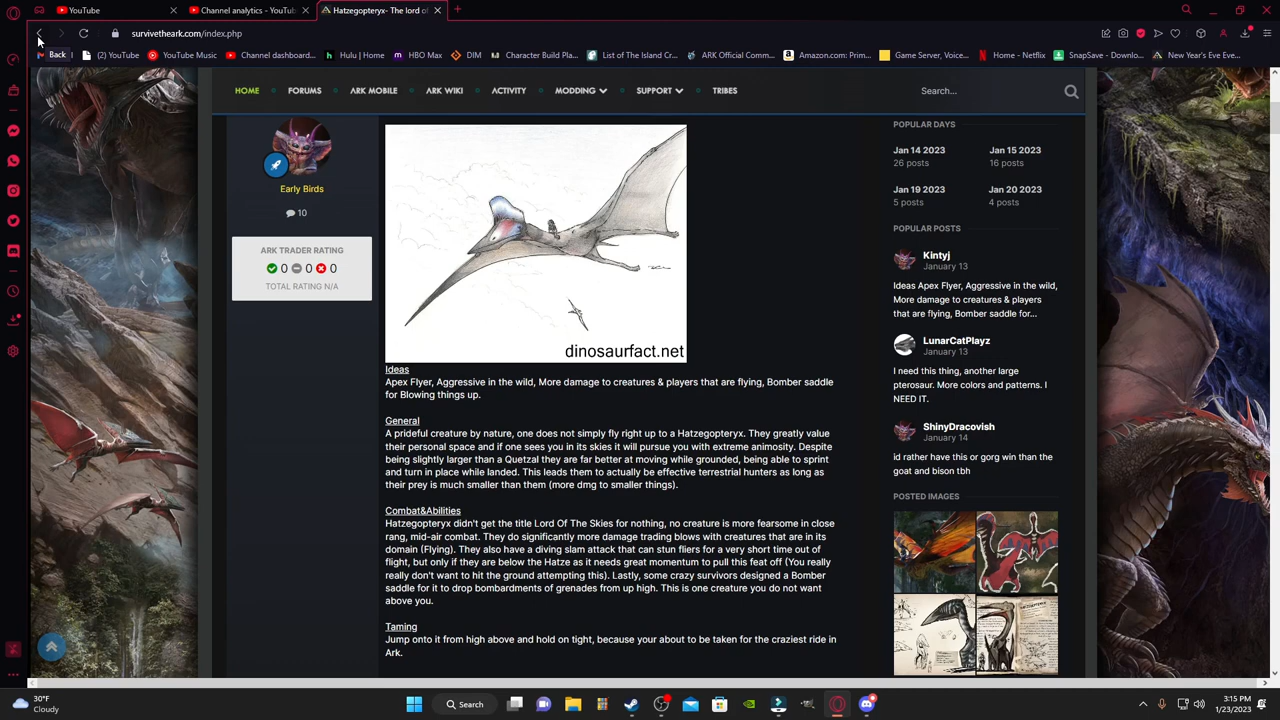 YouTube
Channel analytics - YouTube
Hatzegopteryx- The lord of
survivetheark.com/index.php
Back
(2) YouTube
YouTube Music
Channel dashboard...
Hulu | Home
HBO Max
DIM
Character Build Pla...
List of The Island Cr...
ARK Official Comm...
Amazon.com: Prim...
Game Server, Voice...
Home - Netflix
SnapSave - Downlo...
New Year's Eve Eve...
HOME
FORUMS
ARK MOBILE
ARK WIKI
ACTIVITY
MODDING
SUPPORT
TRIBES
Search...
Early Birds
10
ARK TRADER RATING
0 0 0
TOTAL RATING N/A
dinosaurfact.net
Ideas
Apex Flyer, Aggressive in the wild, More damage to creatures & players that are flying, Bomber saddle
for Blowing things up.
General
A prideful creature by nature, one does not simply fly right up to a Hatzegopteryx. They greatly value
their personal space and if one sees you in its skies it will pursue you with extreme animosity. Despite
being slightly larger than a Quetzal they are far better at moving while grounded, being able to sprint
and turn in place while landed. This leads them to actually be effective terrestrial hunters as long as
their prey is much smaller than them (more dmg to smaller things).
Combat&Abilities
Hatzegopteryx didn't get the title Lord Of The Skies for nothing, no creature is more fearsome in close
rang, mid-air combat. They do significantly more damage trading blows with creatures that are in its
domain (Flying). They also have a diving slam attack that can stun fliers for a very short time out of
flight, but only if they are below the Hatze as it needs great momentum to pull this feat off (You really
really don't want to hit the ground attempting this). Lastly, some crazy survivors designed a Bomber
saddle for it to drop bombardments of grenades from up high. This is one creature you do not want
above you.
Taming
Jump onto it from high above and hold on tight, because your about to be taken for the craziest ride in
Ark.
POPULAR DAYS
Jan 14 2023
26 posts
Jan 15 2023
16 posts
Jan 19 2023
5 posts
Jan 20 2023
4 posts
POPULAR POSTS
Kintyj
January 13
Ideas Apex Flyer, Aggressive in the wild,
More damage to creatures & players
that are flying, Bomber saddle for...
LunarCatPlayz
January 13
I need this thing, another large
pterosaur. More colors and patterns. I
NEED IT.
ShinyDracovish
January 14
id rather have this or gorg win than the
goat and bison tbh
POSTED IMAGES
30°F
Cloudy
Search
3:15 PM
1/23/2023